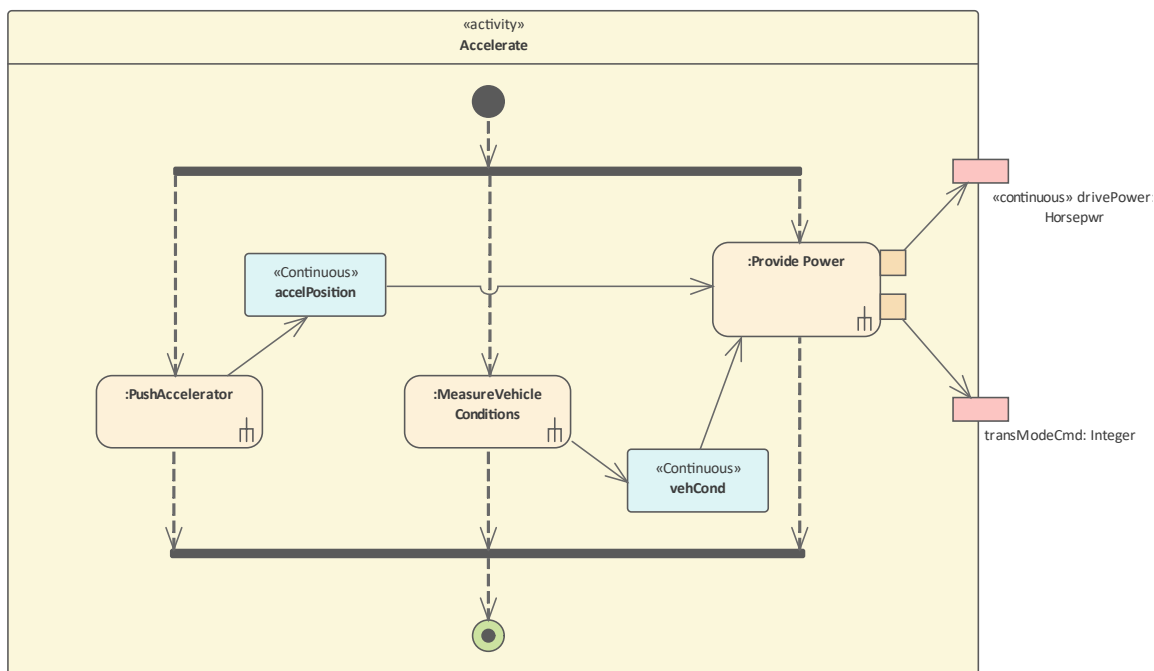 «activity»
Accelerate
«continuous» drivePower:
Horsepwr
:Provide Power
«Continuous»
accelPosition
:PushAccelerator
:MeasureVehicle
Conditions
transModeCmd: Integer
«Continuous»
vehCond